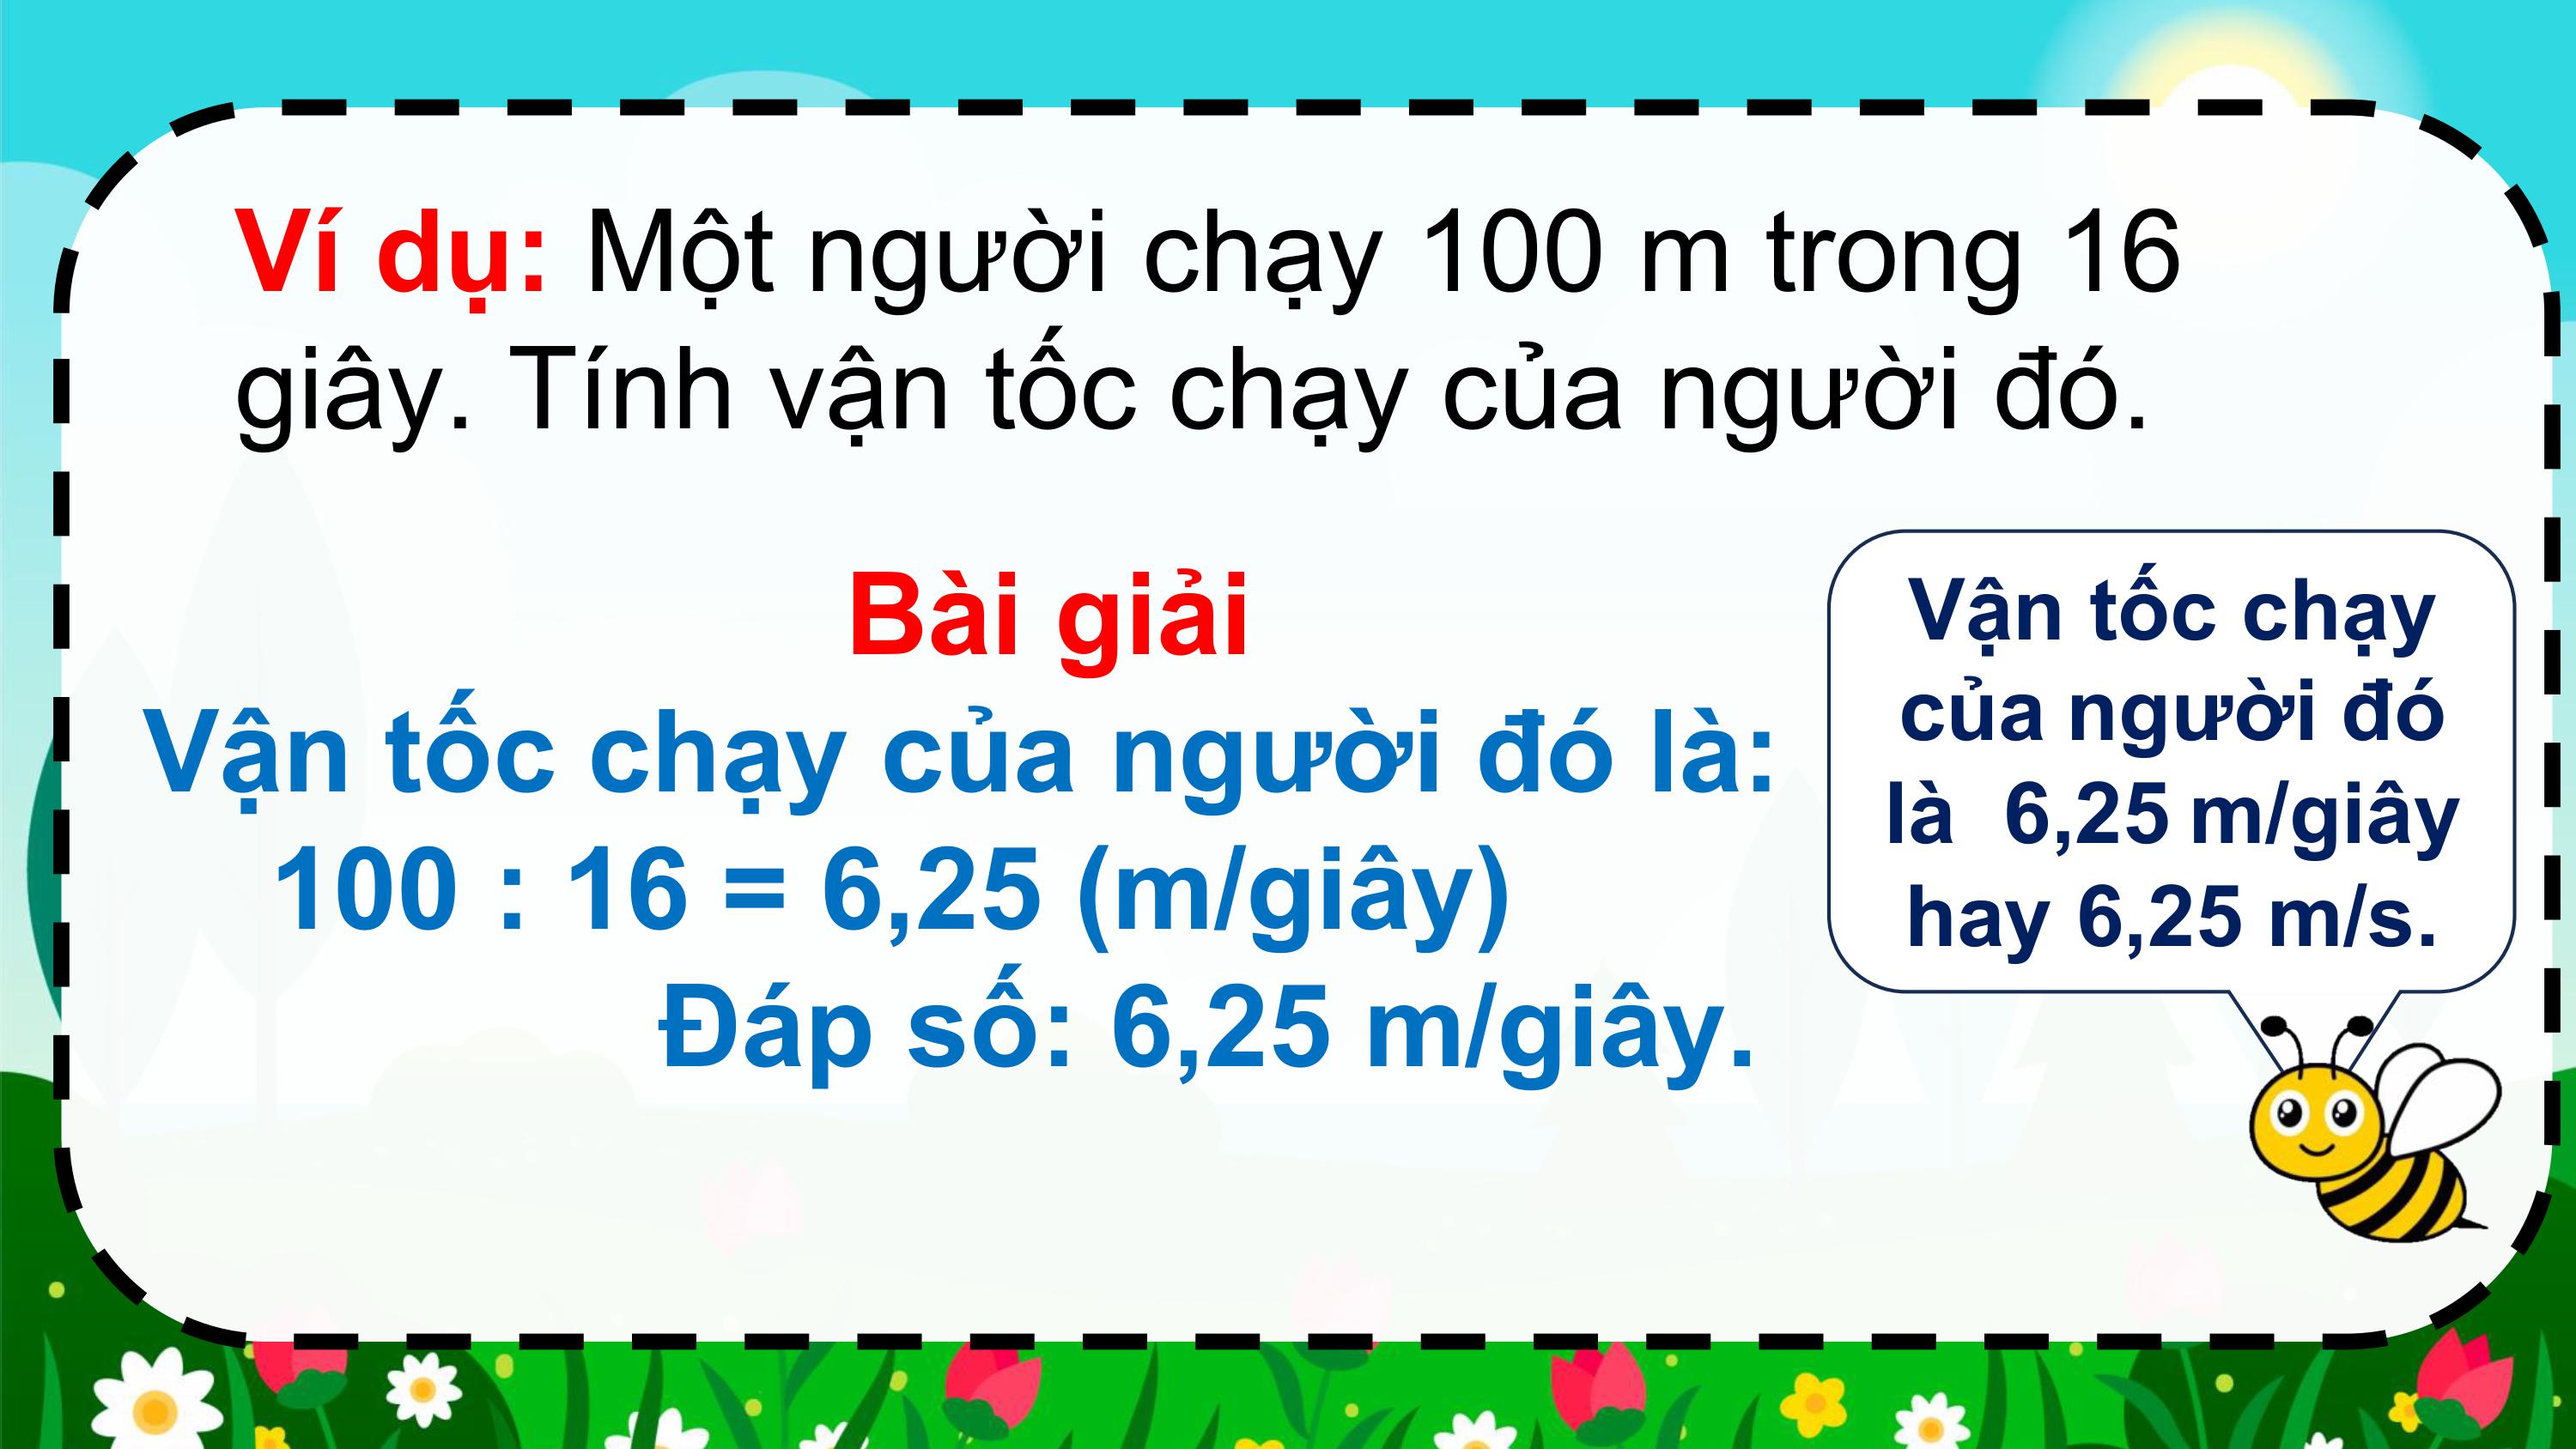 Ví dụ: Một người chạy 100 m trong 16
giây. Tính vận tốc chạy của người đó.
Bài giải
Vận tốc chạy của người đó là:
100 : 16 = 6,25 (m/giây)
Đáp số: 6,25 m/giây.
Vận tốc chạy
của người đó
là 6,25 m/giây
hay 6,25 m/s.